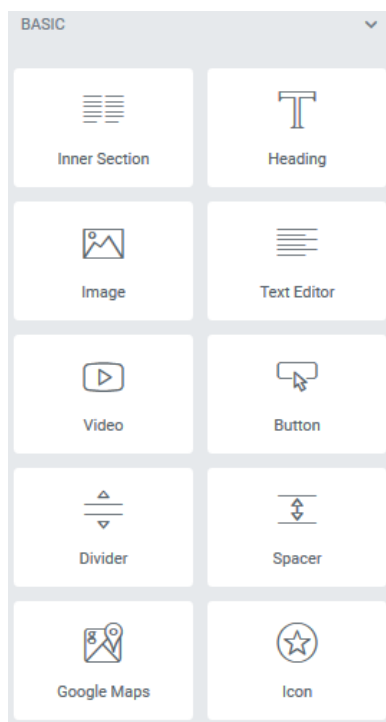 BASIC
Inner Section
Heading
Image
Text Editor
Video
Button
Divider
Spacer
Google Maps
Icon